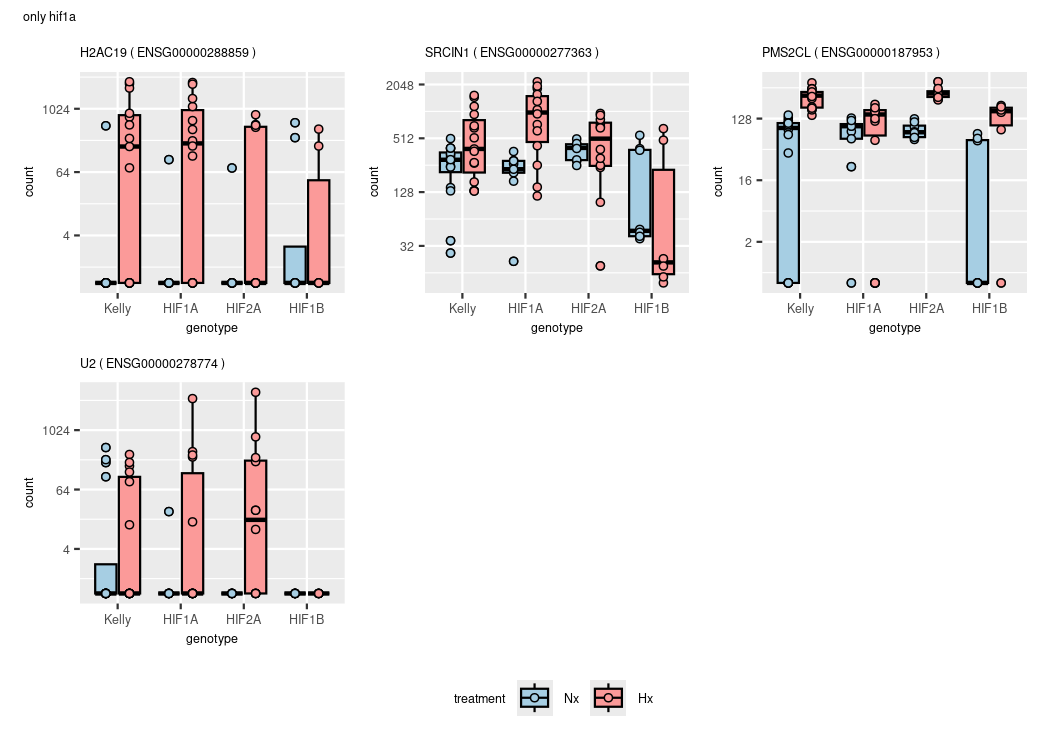 only hif1a
H2AC19 ( ENSG00000288859 )
SRCIN1 ( ENSG00000277363 )
PMS2CL ( ENSG00000187953 )
count
1024
64
4
Kelly HIF1A HIF2A HIF1B
genotype
count
2048
512
128
32
Kelly HIF1A HIF2A HIF1B
genotype
count
128
16
2
Kelly HIF1A HIF2A HIF1B
genotype
U2 ( ENSG00000278774 )
count
1024
64
4
Kelly HIF1A HIF2A HIF1B
genotype
treatment Nx Hx